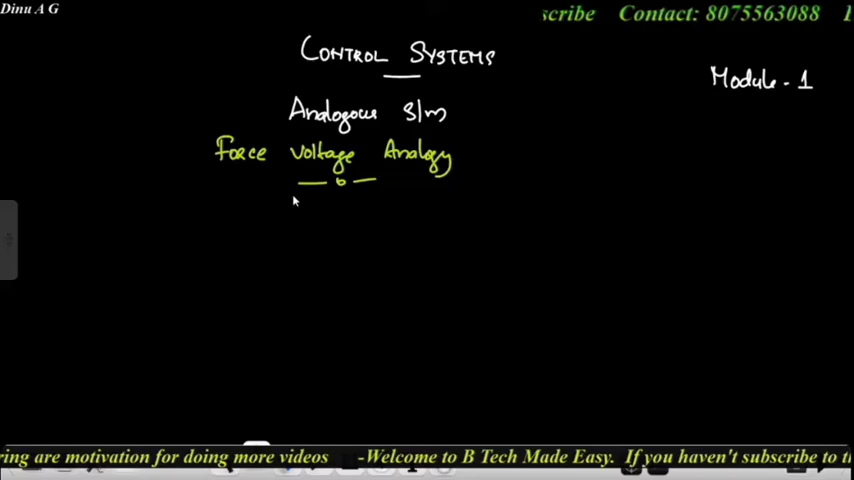 Dinu A G
scribe Contact: 8075563088
CONTROL SYSTEMS
Module - 1
Analogous S/m
Force Voltage Analogy
ring are motivation for doing more videos -Welcome to B Tech Made Easy. If you haven't subscribe to th